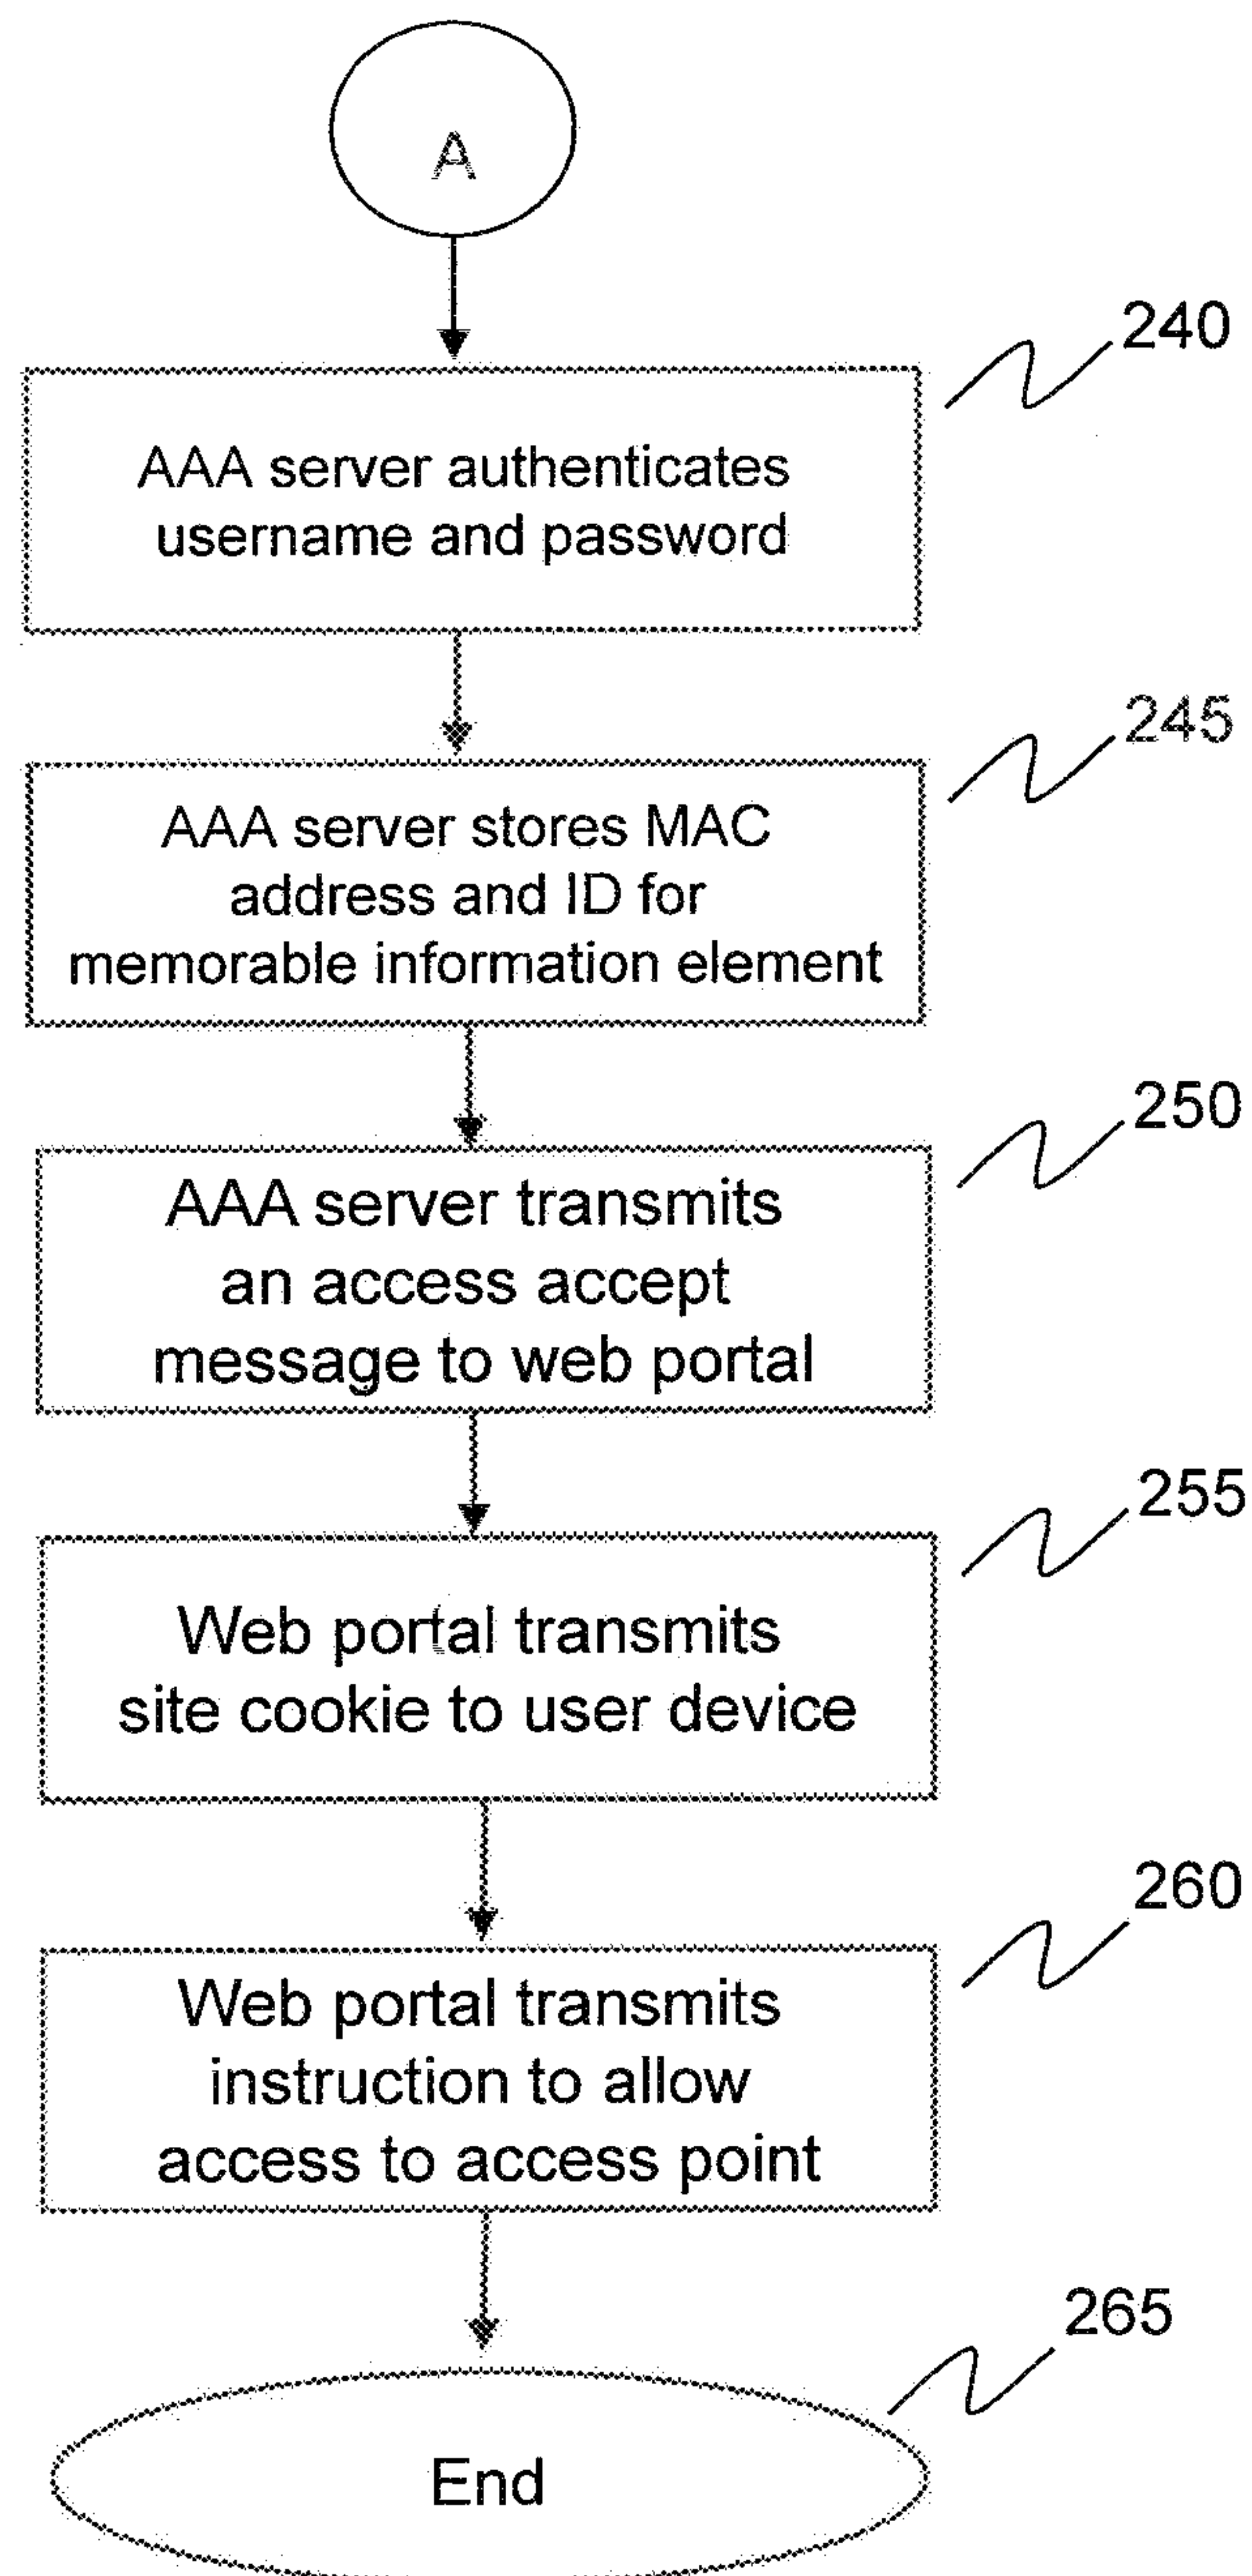 A
240
AAA server authenticates
username and password
245
AAA server stores MAC
address and ID for
memorable information element
250
AAA server transmits
an access accept
message to web portal
255
Web portal transmits
site cookie to user device
260
Web portal transmits
instruction to allow
access to access point
265
End